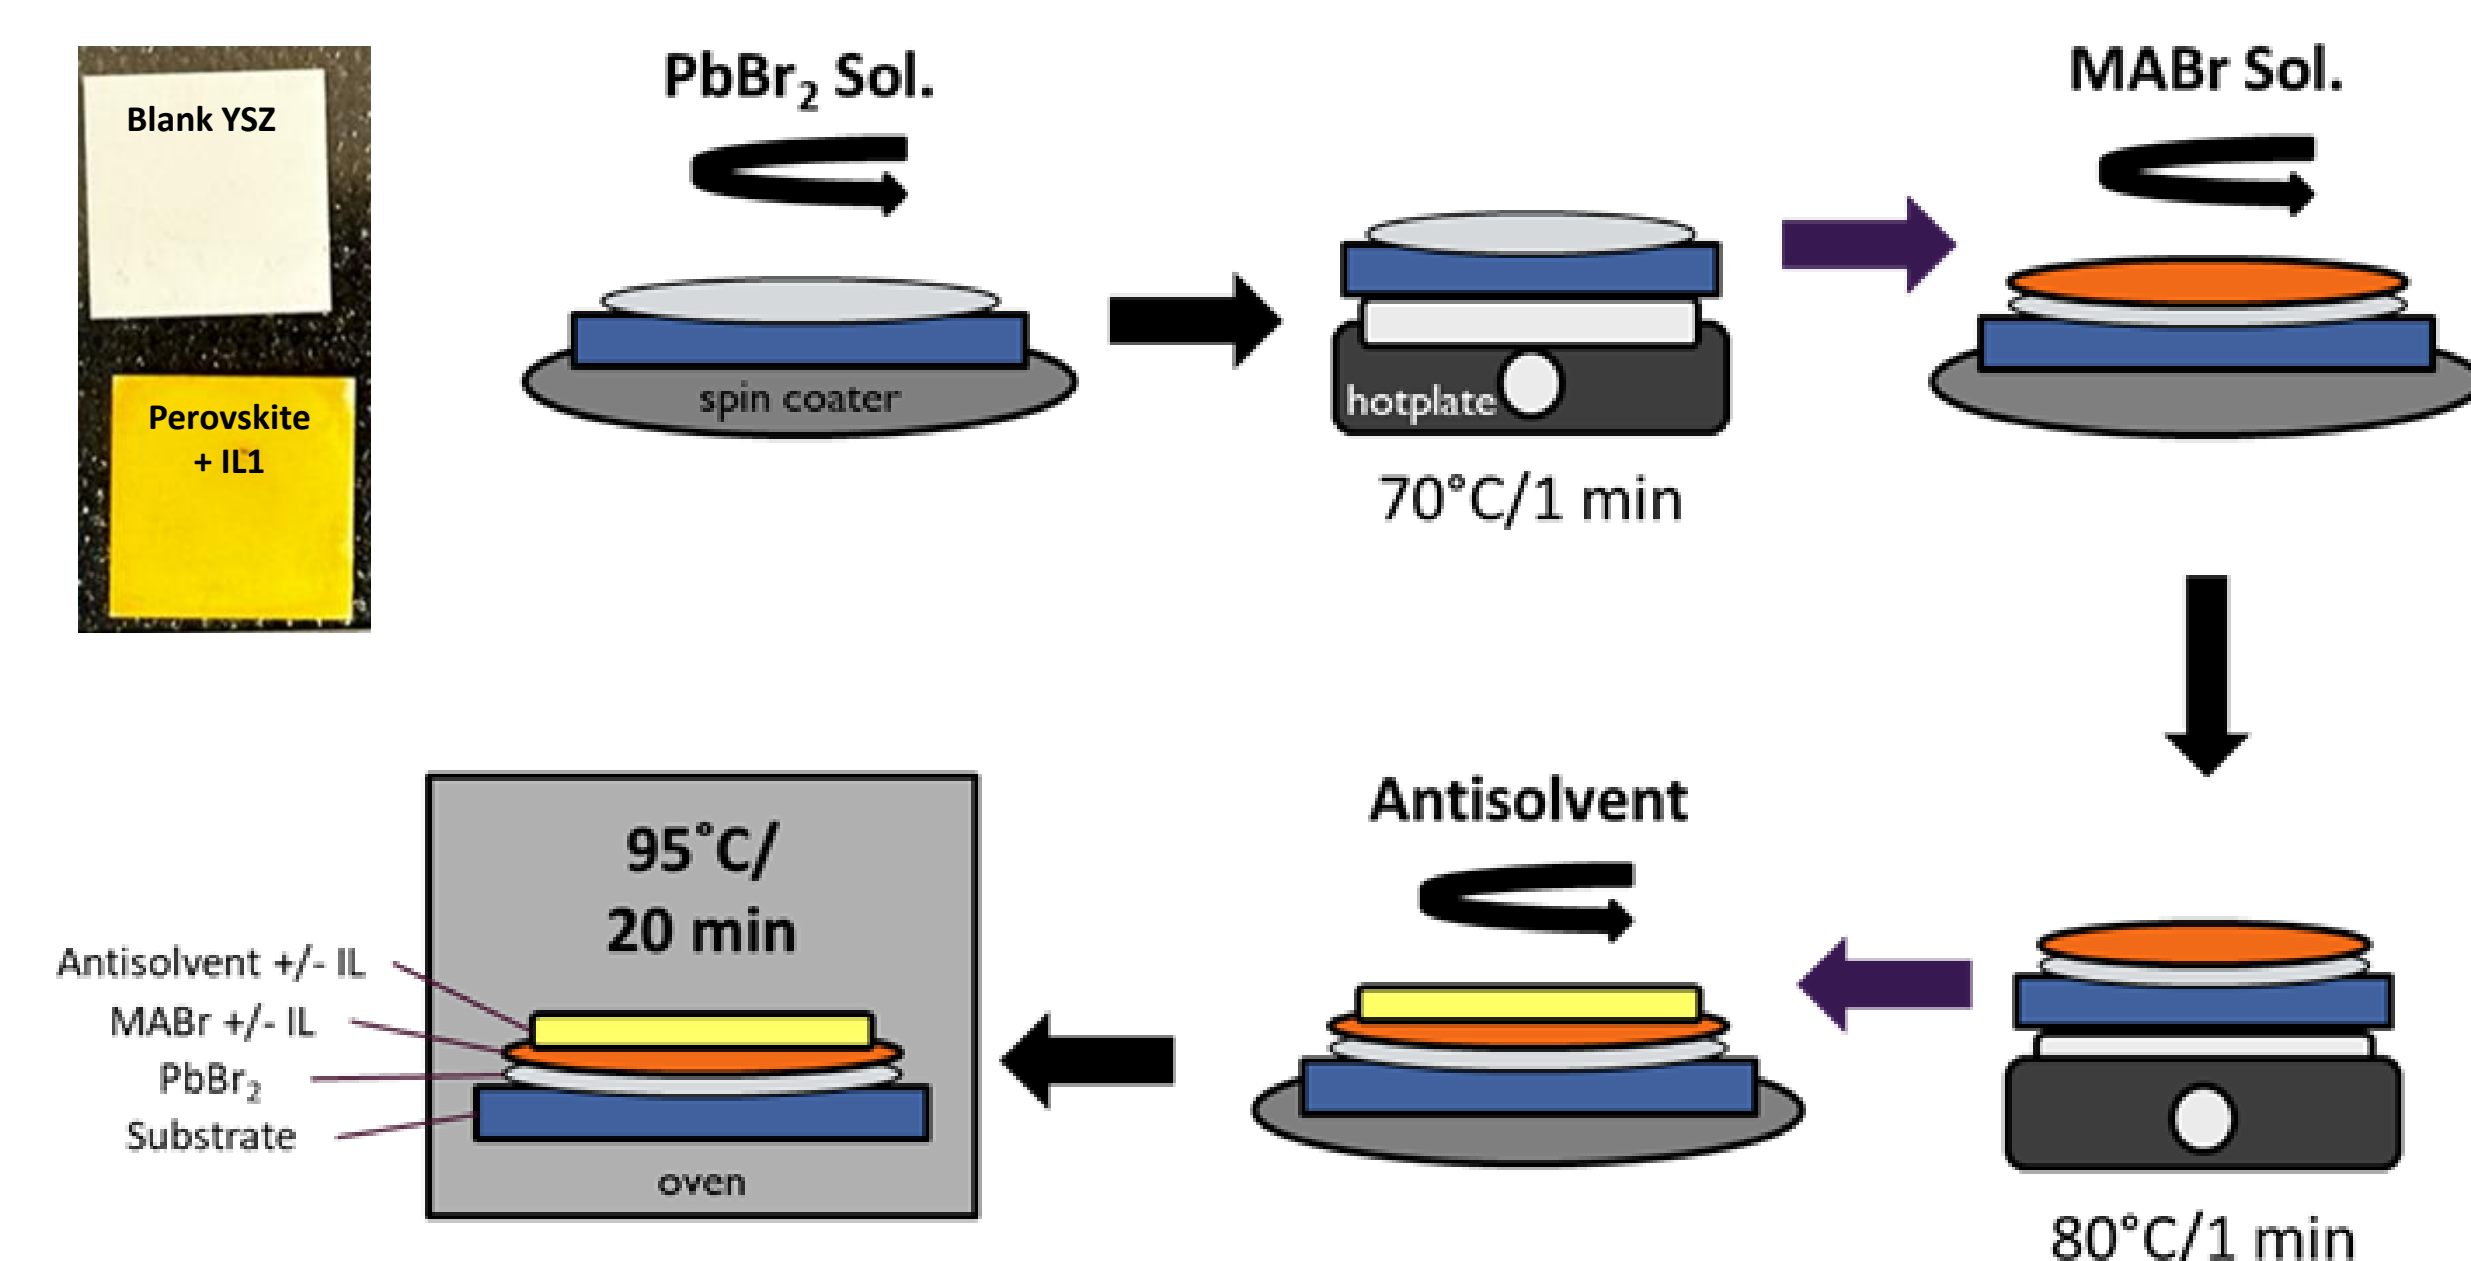 Blank YSZ
Perovskite
+ IL1
PbBr₂ Sol.
spin coater
hotplate
70°C/1 min
MABr Sol.
80°C/1 min
Antisolvent
95°C/
20 min
Antisolvent +/- IL
MABr +/- IL
PbBr₂
Substrate
oven